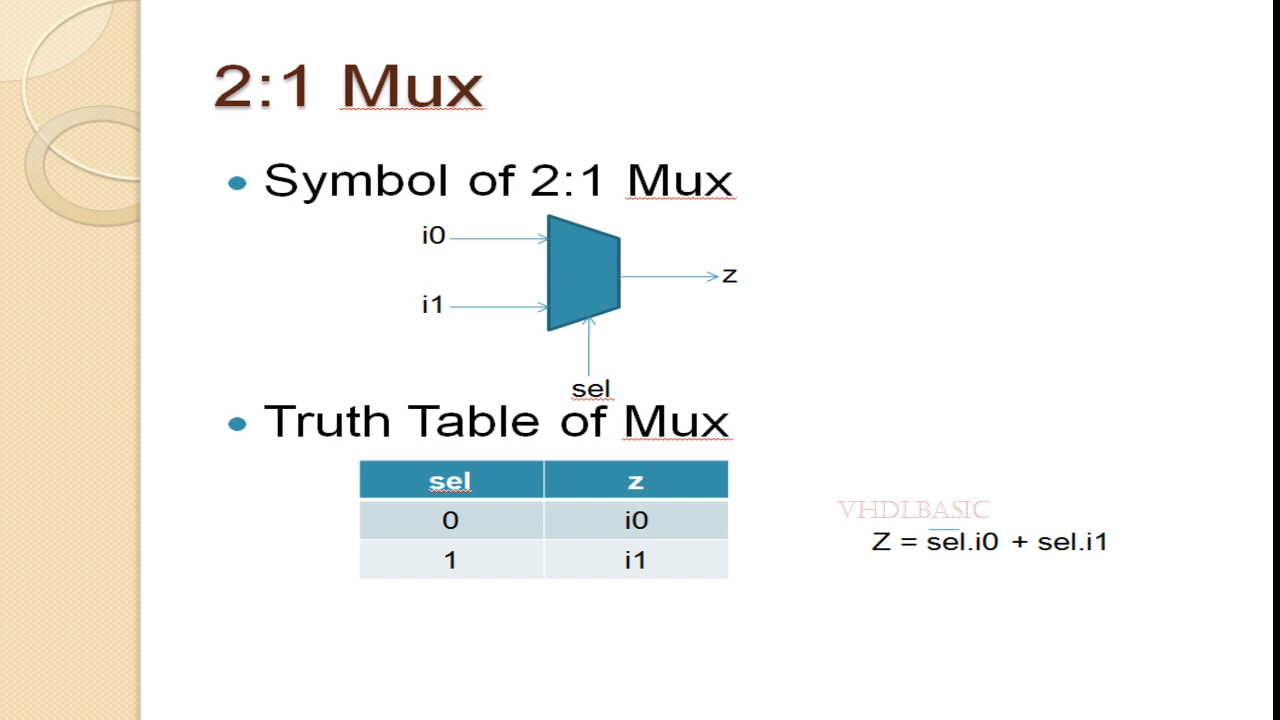 2:1 Mux
Symbol of 2:1 Mux
i0
i1
z
sel
Truth Table of Mux
sel z
0 i0
1 i1
VHDLBASIC
Z = s̅e̅l̅.i0 + sel.i1